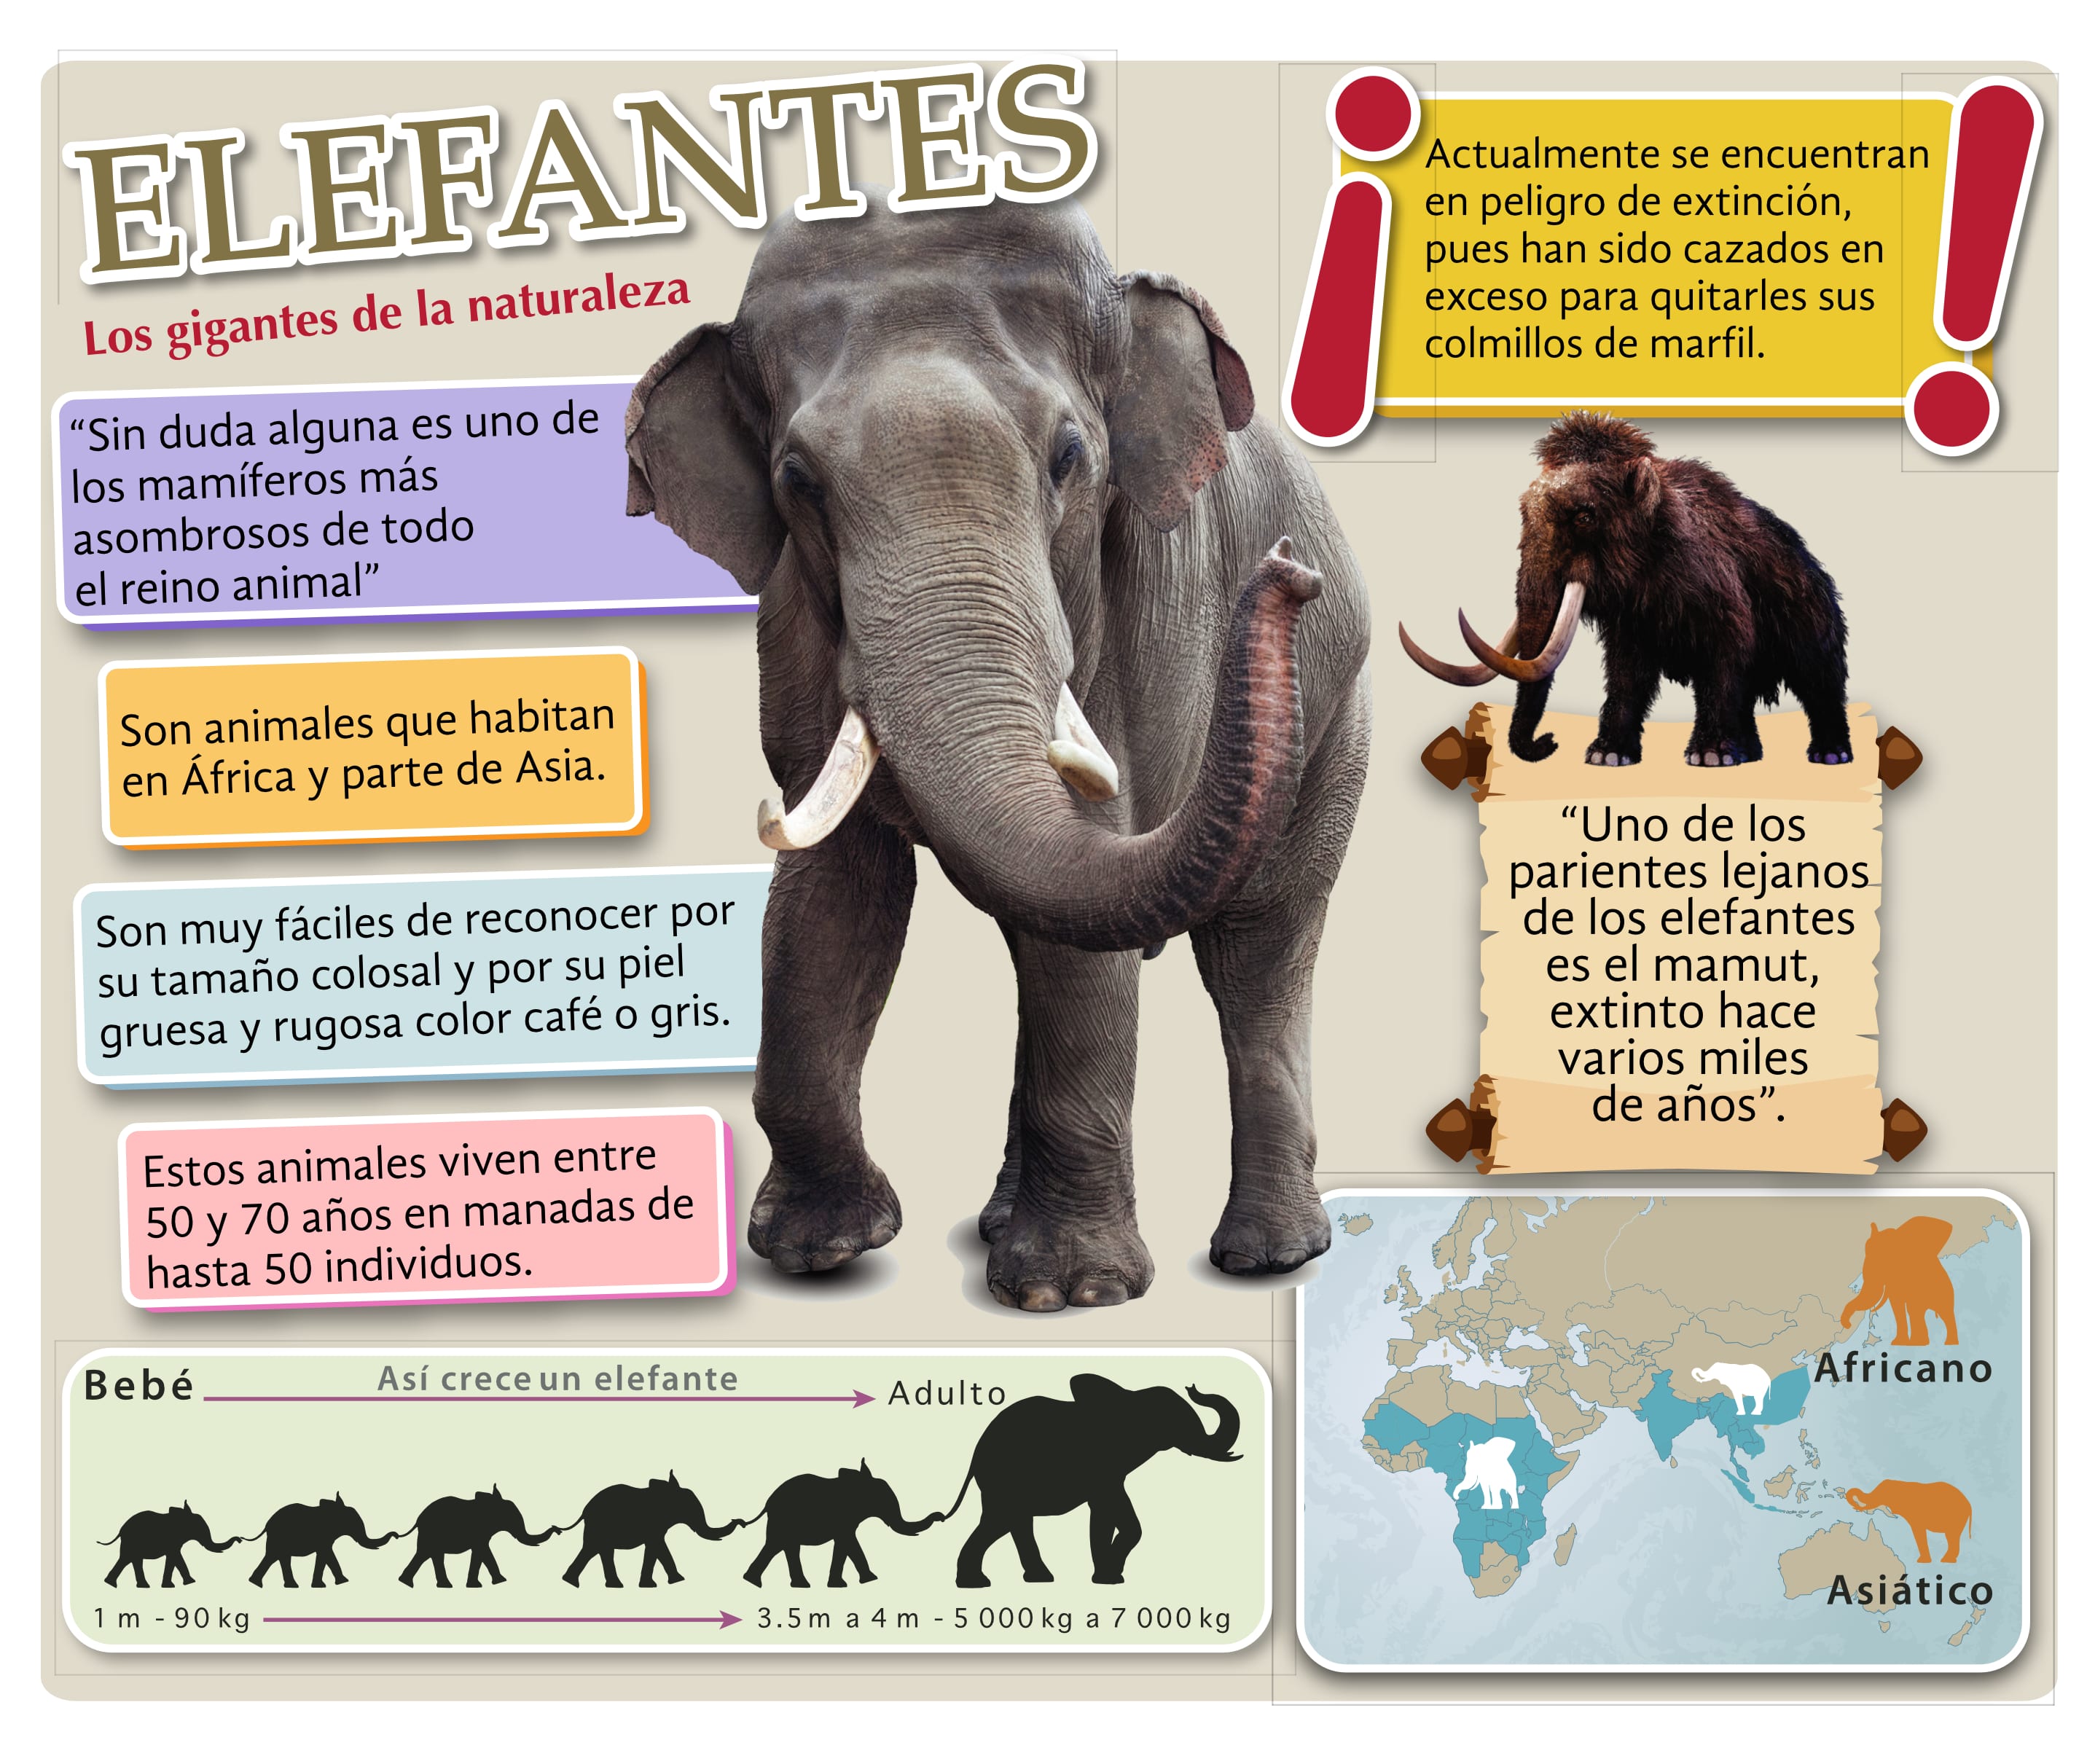 ELEFANTES
Los gigantes de la naturaleza
“Sin duda alguna es uno de
los mamíferos más
asombrosos de todo
el reino animal”
Son animales que habitan
en África y parte de Asia.
Son muy fáciles de reconocer por
su tamaño colosal y por su piel
gruesa y rugosa color café o gris.
Estos animales viven entre
50 y 70 años en manadas de
hasta 50 individuos.
¡
Actualmente se encuentran
en peligro de extinción,
pues han sido cazados en
exceso para quitarles sus
colmillos de marfil.
!
“Uno de los
parientes lejanos
de los elefantes
es el mamut,
extinto hace
varios miles
de años”.
Bebé
Así crece un elefante
Adulto
1 m - 90 kg
3.5 m a 4 m - 5 000 kg a 7 000 kg
Africano
Asiático